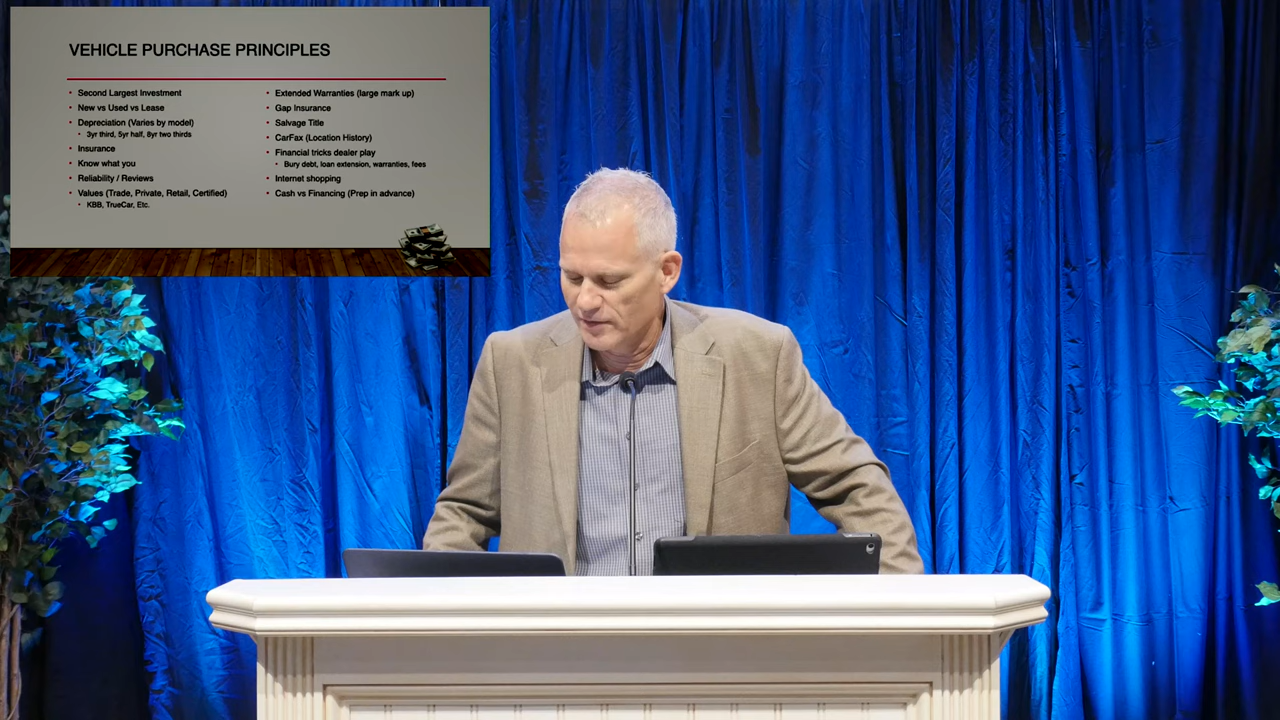 VEHICLE PURCHASE PRINCIPLES
• Second Largest Investment
• New vs Used vs Lease
• Depreciation (Varies by model)
• 3yr third, 5yr half, 8yr two thirds
• Insurance
• Know what you
• Reliability / Reviews
• Values (Trade, Private, Retail, Certified)
• KBB, TrueCar, Etc.
• Extended Warranties (large mark up)
• Gap Insurance
• Salvage Title
• CarFax (Location History)
• Financial tricks dealer play
• Bury debt, loan extension, warranties, fees
• Internet shopping
• Cash vs Financing (Prep in advance)